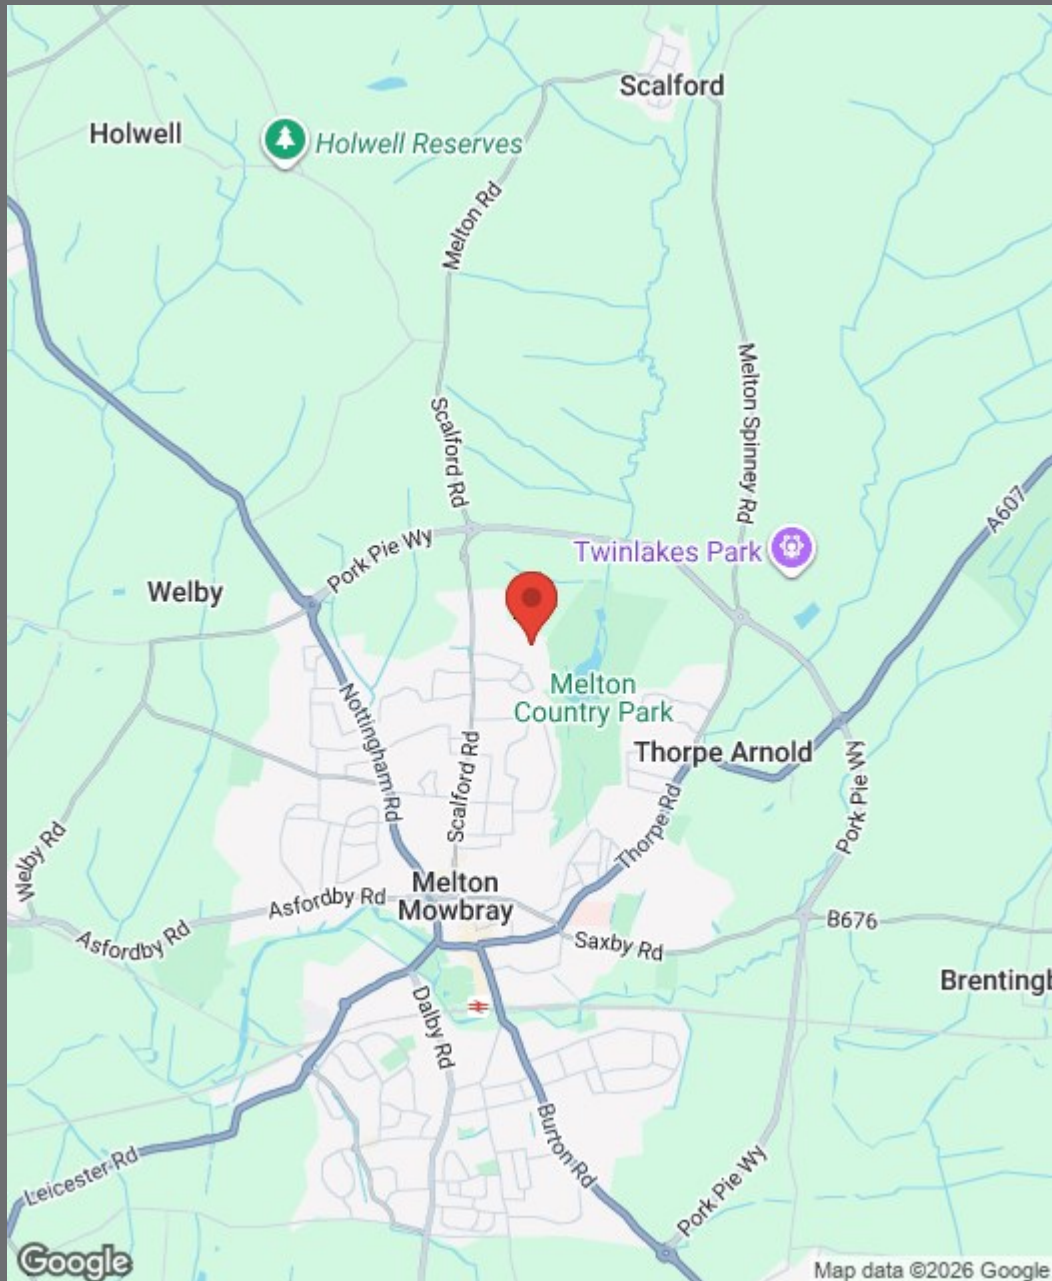 Scalford
Holwell
Holwell Reserves
Melton Rd
Melton Spinney Rd
Scalford Rd
A607
Pork Pie Wy
Twinlakes Park
Welby
Melton
Country Park
Nottingham Rd
Thorpe Arnold
Scalford Rd
Pork Pie Wy
Thorpe Rd
Welby Rd
Melton
Mowbray
Asfordby Rd
Asfordby Rd
B676
Saxby Rd
Brentingb
Dalby Rd
Burton Rd
Leicester Rd
Pork Pie Wy
Google
Map data ©2026 Google